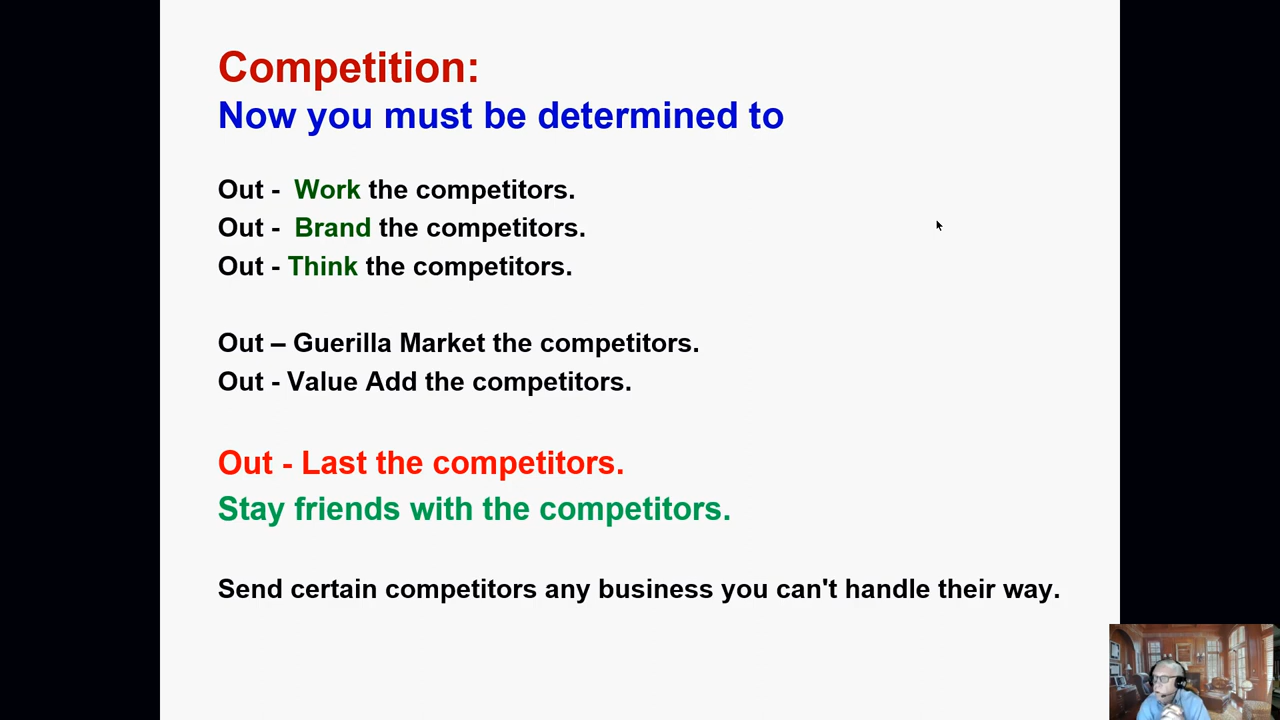 Competition:
Now you must be determined to
Out -  Work the competitors.
Out -  Brand the competitors.
Out - Think the competitors.
Out – Guerilla Market the competitors.
Out - Value Add the competitors.
Out - Last the competitors.
Stay friends with the competitors.
Send certain competitors any business you can't handle their way.